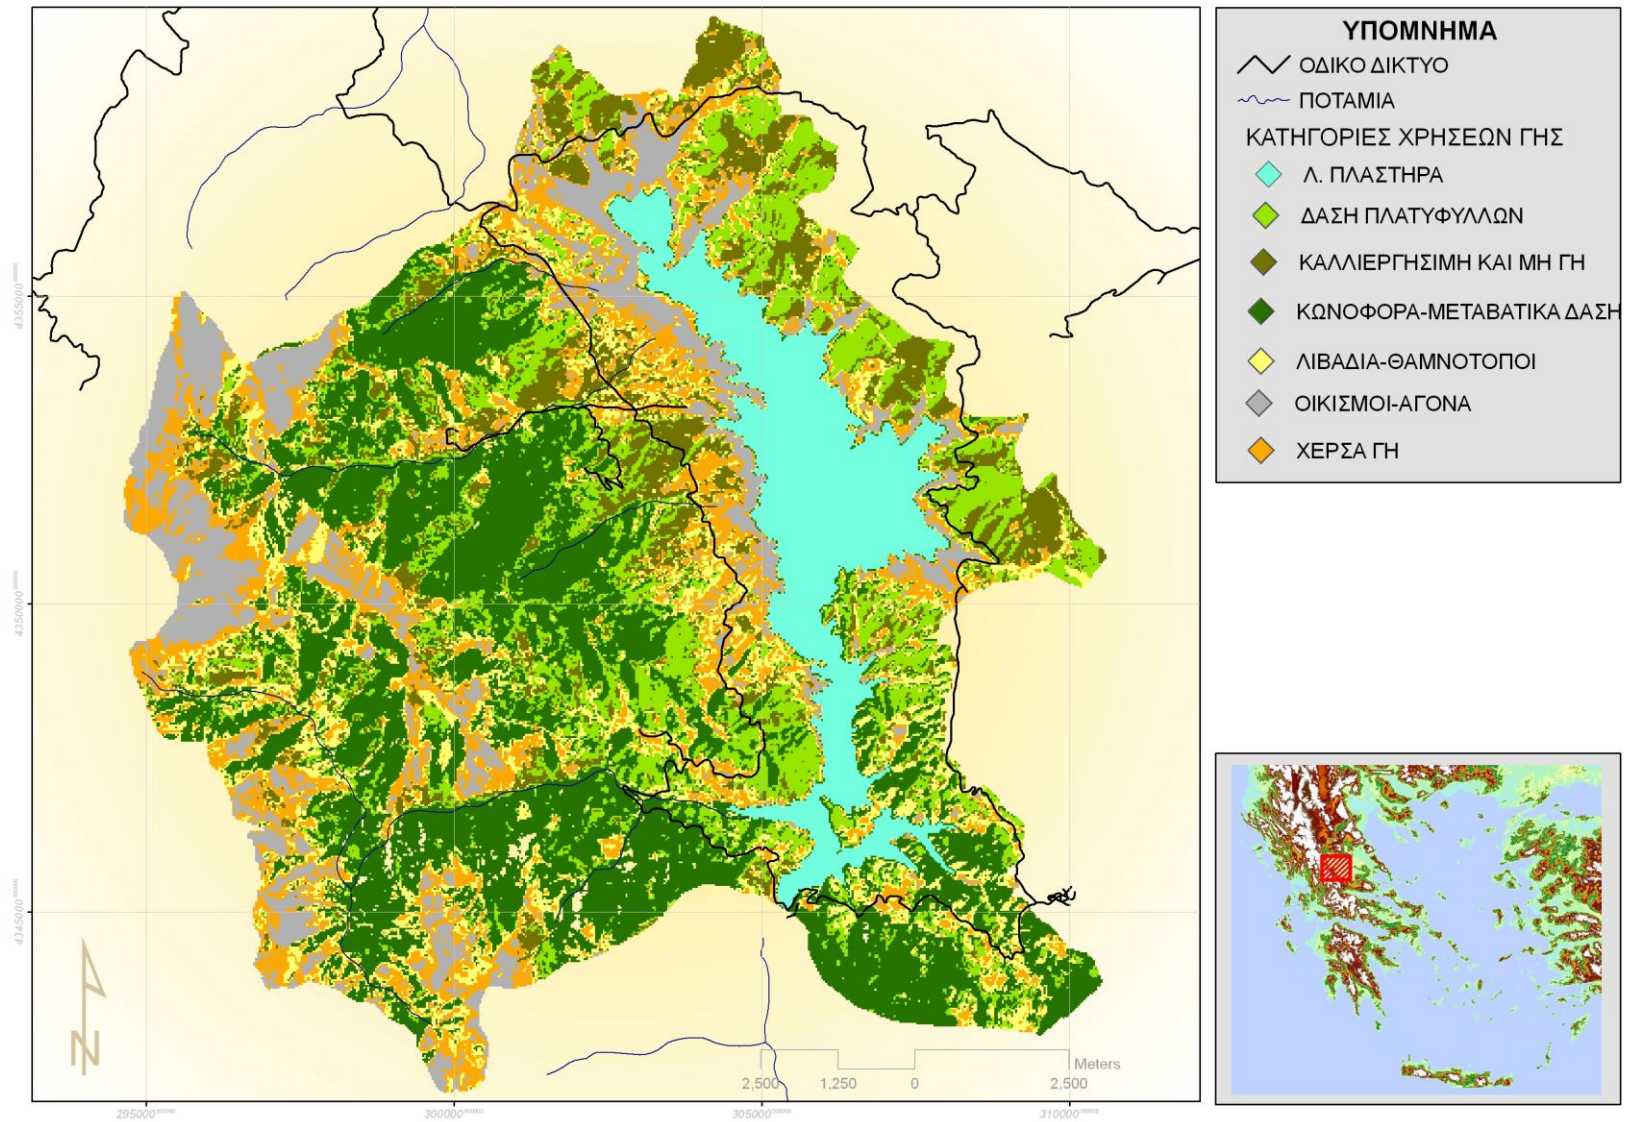 ΥΠΟΜΝΗΜΑ
ΟΔΙΚΟ ΔΙΚΤΥΟ
ΠΟΤΑΜΙΑ
ΚΑΤΗΓΟΡΙΕΣ ΧΡΗΣΕΩΝ ΓΗΣ
Λ. ΠΛΑΣΤΗΡΑ
ΔΑΣΗ ΠΛΑΤΥΦΥΛΛΩΝ
ΚΑΛΛΙΕΡΓΗΣΙΜΗ ΚΑΙ ΜΗ ΓΗ
ΚΩΝΟΦΟΡΑ-ΜΕΤΑΒΑΤΙΚΑ ΔΑΣΗ
ΛΙΒΑΔΙΑ-ΘΑΜΝΟΤΟΠΟΙ
ΟΙΚΙΣΜΟΙ-ΑΓΟΝΑ
ΧΕΡΣΑ ΓΗ
4355000
4350000
4345000
N
Meters
2,500 1,250 0 2,500
295000 300000 305000 310000